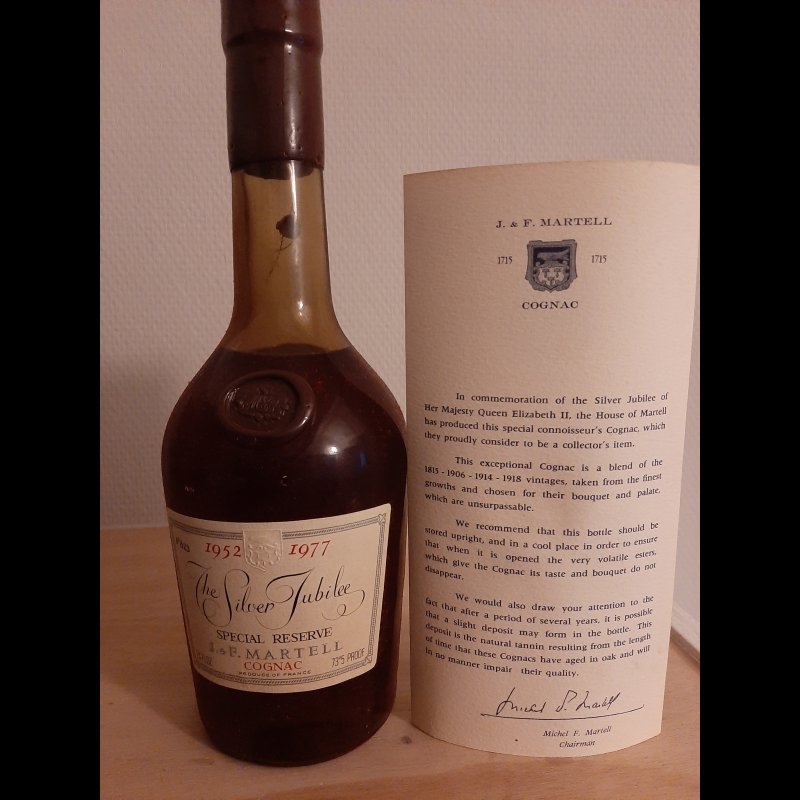 1952 1977
The Silver Jubilee
SPECIAL RESERVE
J. & F. MARTELL
COGNAC
73°5 PROOF
PRODUCE OF FRANCE
J. & F. MARTELL
1715 1715
COGNAC
In commemoration of the Silver Jubilee of
Her Majesty Queen Elizabeth II, the House of Martell
has produced this special connoisseur's Cognac, which
they proudly consider to be a collector's item.
This exceptional Cognac is a blend of the
1815 - 1906 - 1914 - 1918 vintages, taken from the finest
growths and chosen for their bouquet and palate,
which are unsurpassable.
We recommend that this bottle should be
stored upright, and in a cool place in order to ensure
that when it is opened the very volatile esters,
which give the Cognac its taste and bouquet do not
disappear.
We would also draw your attention to the
fact that after a period of several years, it is possible
that a slight deposit may form in the bottle. This
deposit is the natural tannin resulting from the length
of time that these Cognacs have aged in oak and will
in no manner impair their quality.
Michel F. Martell
Chairman